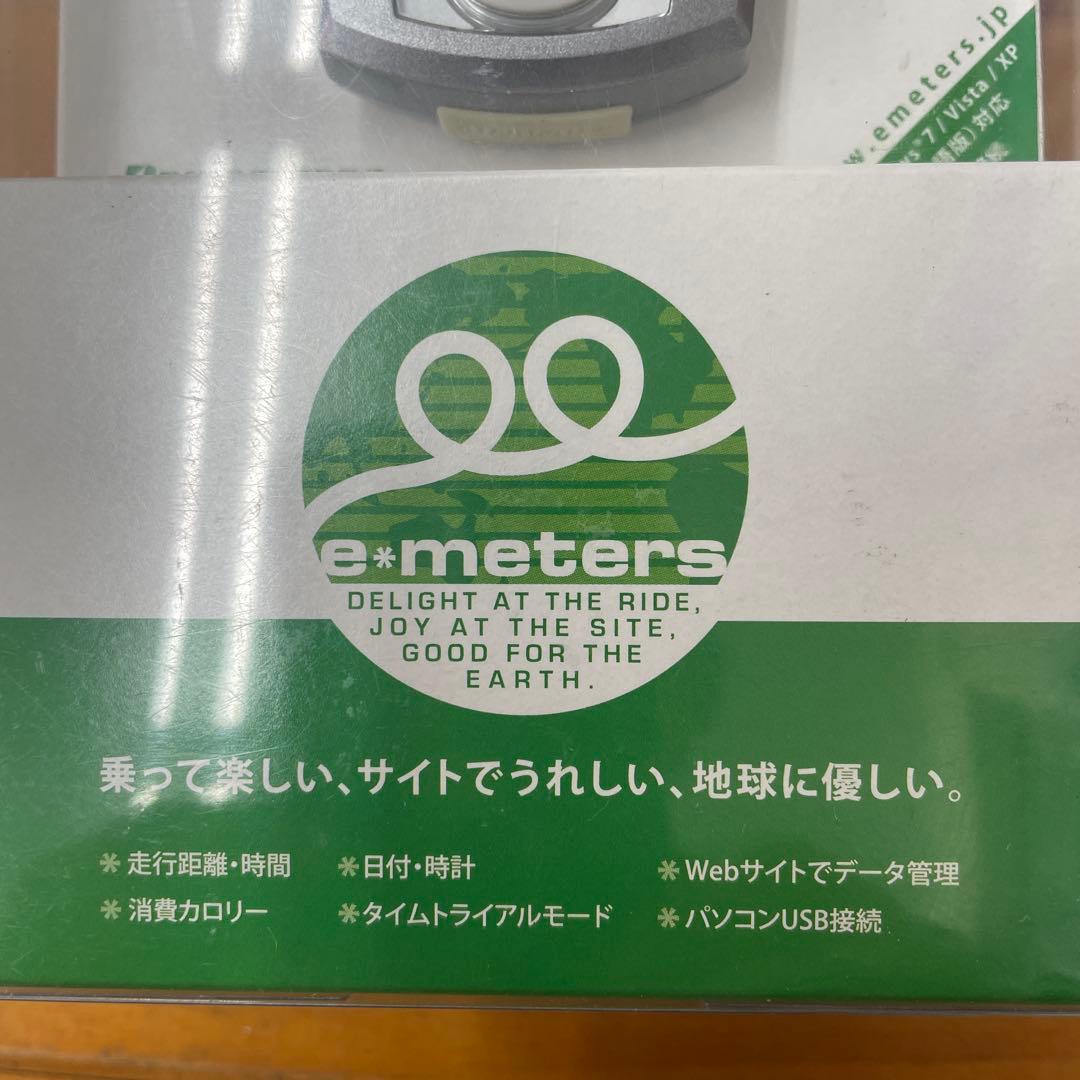 w.emeters.jp
7 / Vista / XP
版）対応
e*meters
DELIGHT AT THE RIDE,
JOY AT THE SITE,
GOOD FOR THE
EARTH.
乗って楽しい、サイトでうれしい、地球に優しい。
* 走行距離・時間
* 日付・時計
* Webサイトでデータ管理
* 消費カロリー
* タイムトライアルモード
* パソコンUSB接続